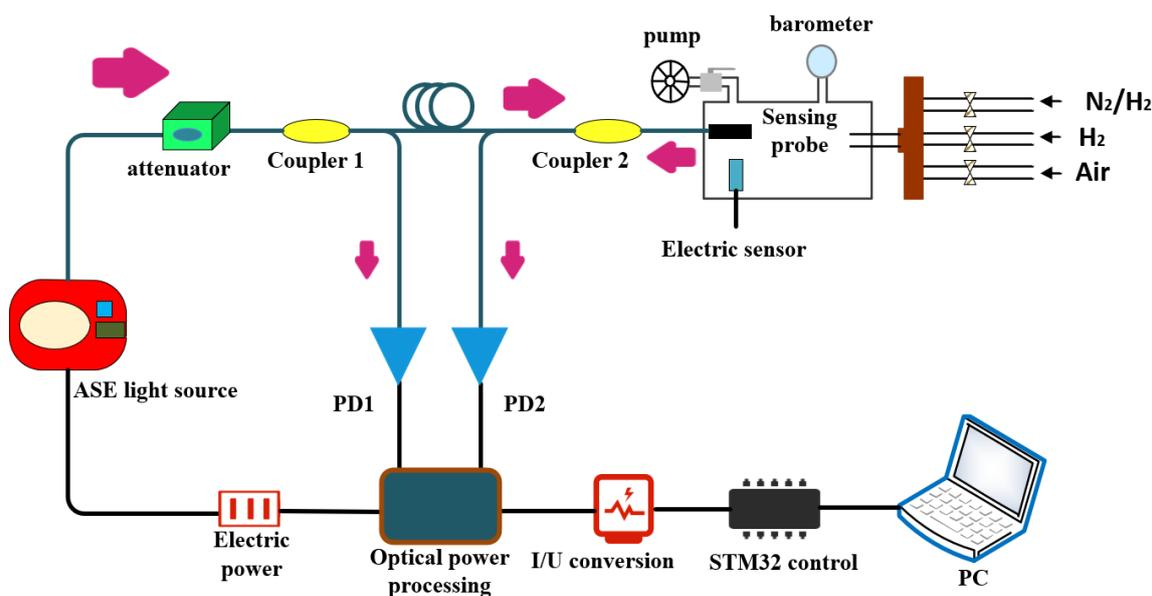 barometer
pump
Sensing
probe
N₂/H₂
H₂
Air
attenuator
Coupler 1
Coupler 2
Electric sensor
ASE light source
PD1
PD2
Electric
power
Optical power
processing
I/U conversion
STM32 control
PC